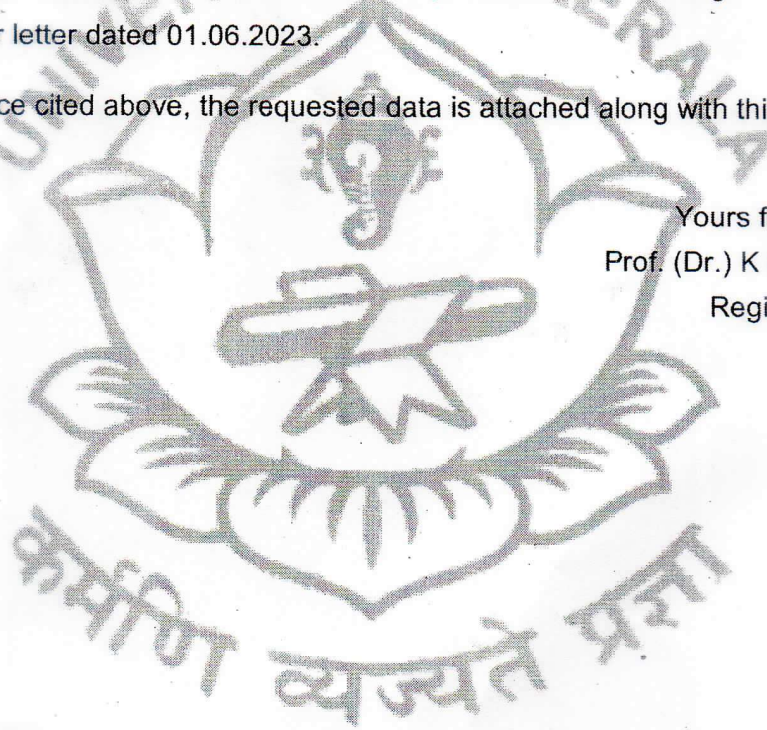 r letter dated 01.06.2023.
ce cited above, the requested data is attached along with thi
Yours f
Prof. (Dr.) K
Regi
UNIVE
ERALA
कर्मणि व्यज्यते प्रज्ञा